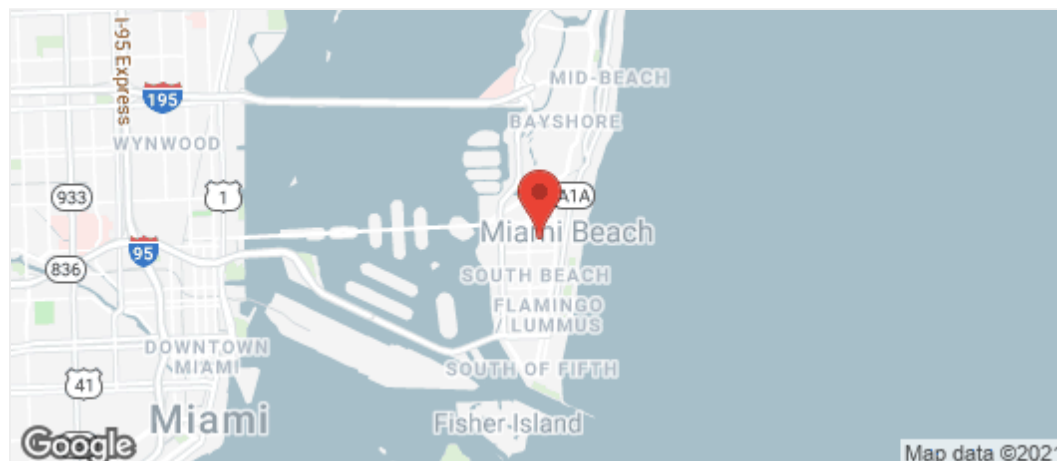 I-95 Express
MID-BEACH
195
BAYSHORE
WYNWOOD
933
1
A1A
Miami Beach
95
836
SOUTH BEACH
FLAMINGO
/ LUMMUS
DOWNTOWN
MIAMI
SOUTH OF FIFTH
41
Miami
Fisher Island
Google
Map data ©2021